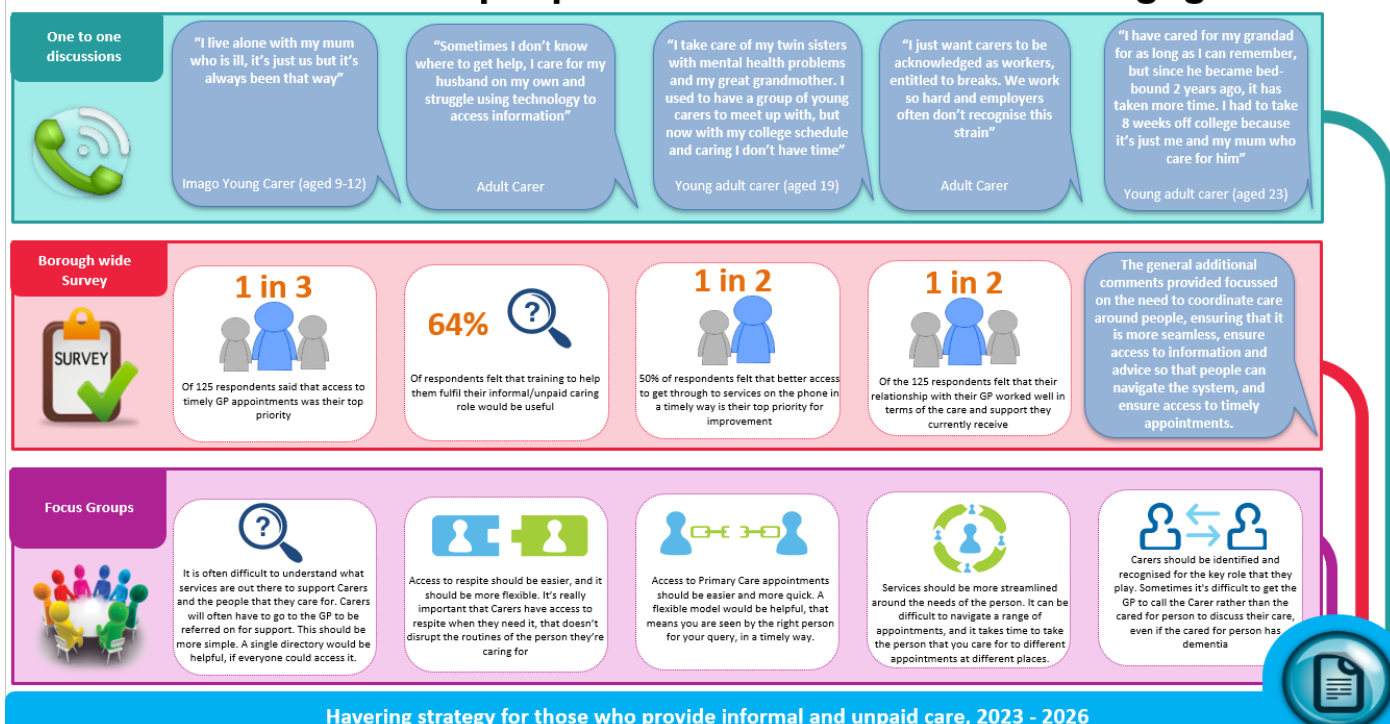 One to one
discussions
“I live alone with my mum
who is ill, it’s just us but it’s
always been that way”
Imago Young Carer (aged 9-12)
“Sometimes I don’t know
where to get help, I care for my
husband on my own and
struggle using technology to
access information”
Adult Carer
“I take care of my twin sisters
with mental health problems
and my great grandmother. I
used to have a group of young
carers to meet up with, but
now with my college schedule
and caring I don’t have time”
Young adult carer (aged 19)
“I just want carers to be
acknowledged as workers,
entitled to breaks. We work
so hard and employers
often don’t recognise this
strain”
Adult Carer
“I have cared for my grandad
for as long as I can remember,
but since he became bed-
bound 2 years ago, it has
taken more time. I had to take
8 weeks off college because
it’s just me and my mum who
care for him”
Young adult carer (aged 23)
Borough wide
Survey
SURVEY
1 in 3
Of 125 respondents said that access to
timely GP appointments was their top
priority
64%
?
Of respondents felt that training to help
them fulfil their informal/unpaid caring
role would be useful
1 in 2
50% of respondents felt that better access
to get through to services on the phone in
a timely way is their top priority for
improvement
1 in 2
Of the 125 respondents felt that their
relationship with their GP worked well in
terms of the care and support they
currently receive
The general additional
comments provided focussed
on the need to coordinate care
around people, ensuring that it
is more seamless, ensure
access to information and
advice so that people can
navigate the system, and
ensure access to timely
appointments.
Focus Groups
?
It is often difficult to understand what
services are out there to support Carers
and the people that they care for. Carers
will often have to go to the GP to be
referred on for support. This should be
more simple. A single directory would be
helpful, if everyone could access it.
Access to respite should be easier, and it
should be more flexible. It’s really
important that Carers have access to
respite when they need it, that doesn’t
disrupt the routines of the person they’re
caring for
Access to Primary Care appointments
should be easier and more quick. A
flexible model would be helpful, that
means you are seen by the right person
for your query, in a timely way.
Services should be more streamlined
around the needs of the person. It can be
difficult to navigate a range of
appointments, and it takes time to take
the person that you care for to different
appointments at different places.
Carers should be identified and
recognised for the key role that they
play. Sometimes it’s difficult to get the
GP to call the Carer rather than the
cared for person to discuss their care,
even if the cared for person has
dementia
Havering strategy for those who provide informal and unpaid care, 2023 - 2026